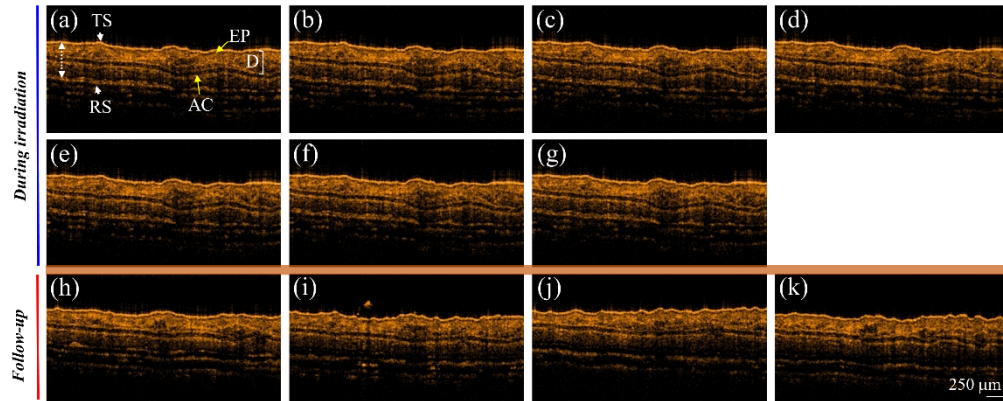 During irradiation
(a) TS EP D RS AC
(b)
(c)
(d)
(e)
(f)
(g)
Follow-up
(h)
(i)
(j)
(k)
250 μm